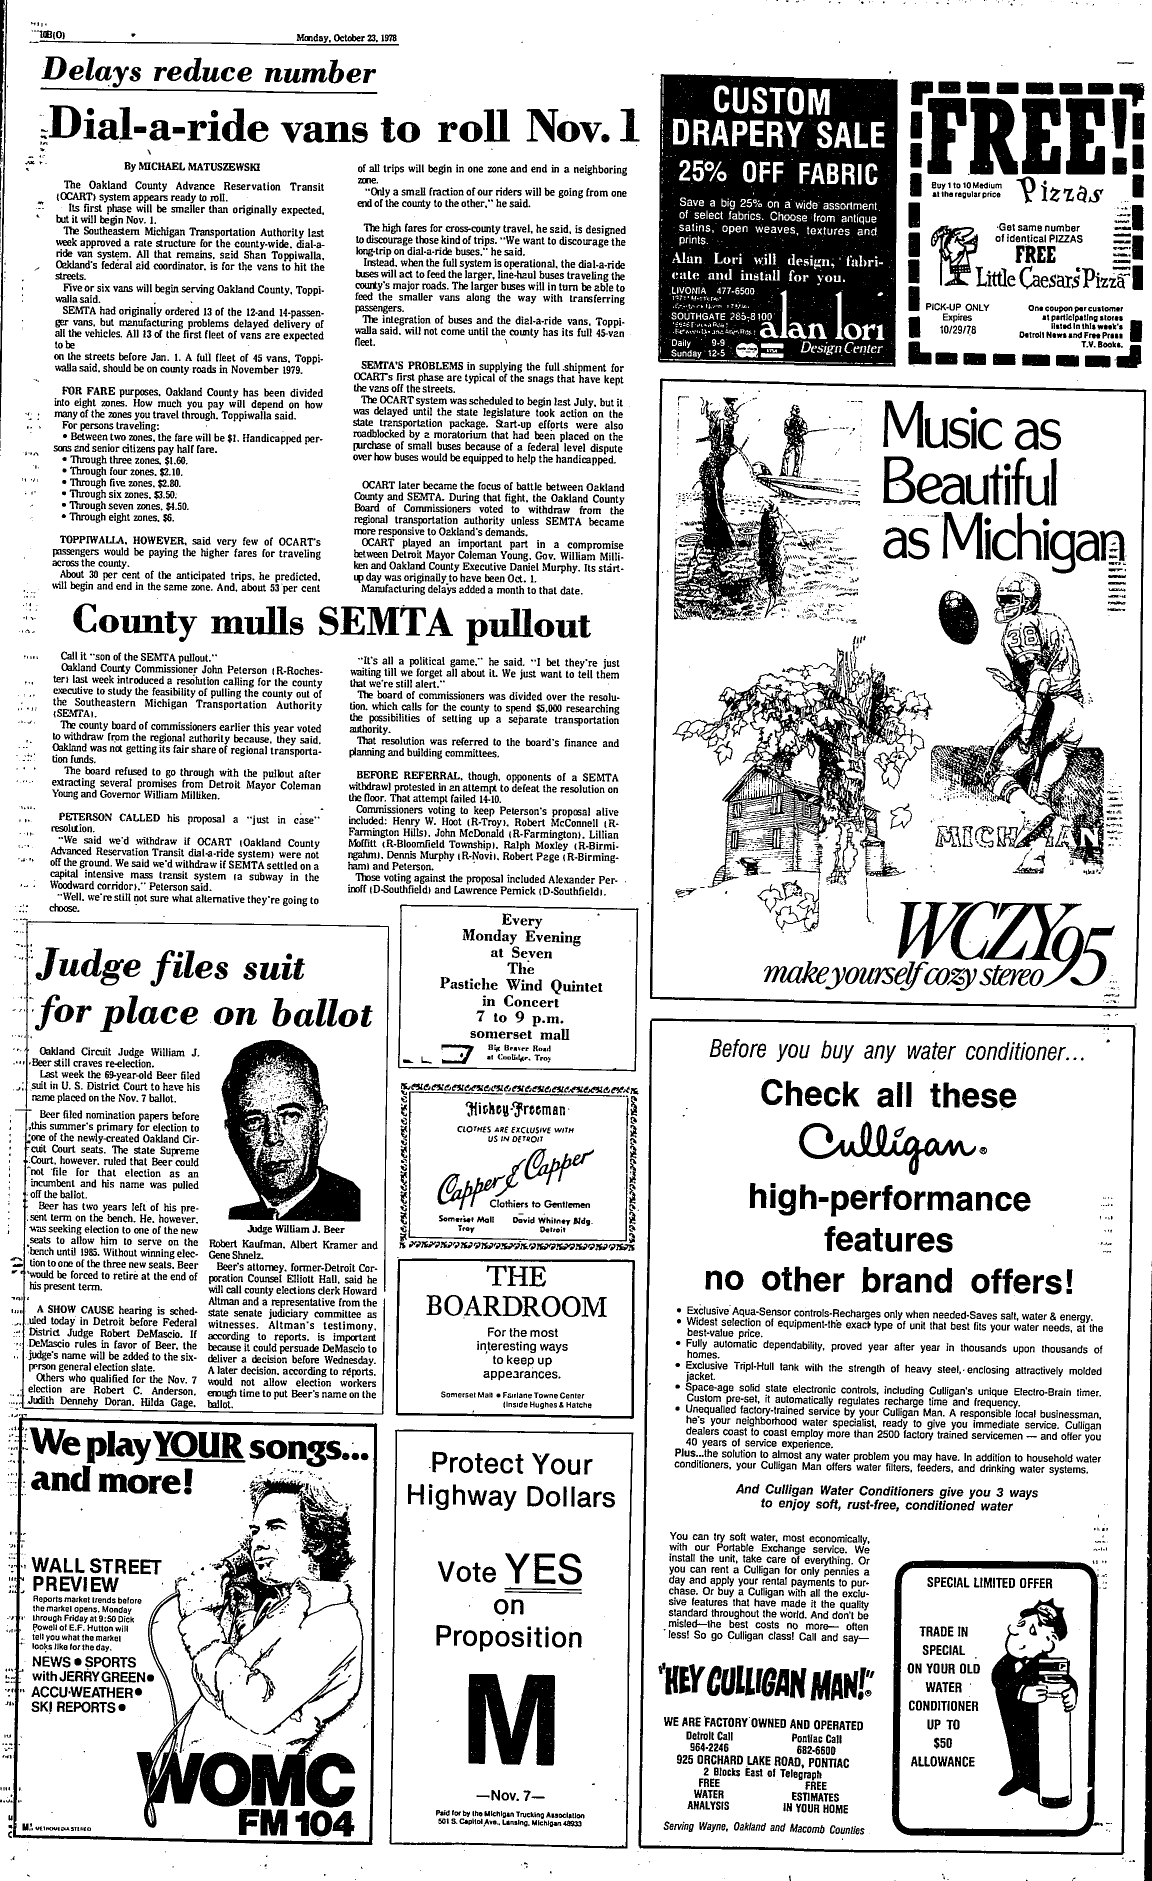 10B(O)
Monday, October 23, 1978
Delays reduce number
Dial-a-ride vans to roll Nov. 1
By MICHAEL MATUSZEWSKI
The Oakland County Advance Reservation Transit
(OCART) system appears ready to roll.
Its first phase will be smaller than originally expected,
but it will begin Nov. 1.
The Southeastern Michigan Transportation Authority last
week approved a rate structure for the county-wide, dial-a-
ride van system. All that remains, said Shan Toppiwalla,
Oakland's federal aid coordinator, is for the vans to hit the
streets.
Five or six vans will begin serving Oakland County, Toppi-
walla said.
SEMTA had originally ordered 13 of the 12-and 14-passen-
ger vans, but manufacturing problems delayed delivery of
all the vehicles. All 13 of the first fleet of vans are expected
to be
on the streets before Jan. 1. A full fleet of 45 vans, Toppi-
walla said, should be on county roads in November 1979.
FOR FARE purposes, Oakland County has been divided
into eight zones. How much you pay will depend on how
many of the zones you travel through, Toppiwalla said.
For persons traveling:
• Between two zones, the fare will be $1. Handicapped per-
sons and senior citizens pay half fare.
• Through three zones, $1.60.
• Through four zones, $2.10.
• Through five zones, $2.80.
• Through six zones, $3.50.
• Through seven zones, $4.50.
• Through eight zones, $6.
TOPPIWALLA, HOWEVER, said very few of OCART's
passengers would be paying the higher fares for traveling
across the county.
About 30 per cent of the anticipated trips, he predicted,
will begin and end in the same zone. And, about 53 per cent
of all trips will begin in one zone and end in a neighboring
zone.
"Only a small fraction of our riders will be going from one
end of the county to the other," he said.
The high fares for cross-county travel, he said, is designed
to discourage those kind of trips. "We want to discourage the
long-trip on dial-a-ride buses," he said.
Instead, when the full system is operational, the dial-a-ride
buses will act to feed the larger, line-haul buses traveling the
county's major roads. The larger buses will in turn be able to
feed the smaller vans along the way with transferring
passengers.
The integration of buses and the dial-a-ride vans, Toppi-
walla said, will not come until the county has its full 45-van
fleet.
SEMTA'S PROBLEMS in supplying the full shipment for
OCART's first phase are typical of the snags that have kept
the vans off the streets.
The OCART system was scheduled to begin last July, but it
was delayed until the state legislature took action on the
state transportation package. Start-up efforts were also
roadblocked by a moratorium that had been placed on the
purchase of small buses because of a federal level dispute
over how buses would be equipped to help the handicapped.
OCART later became the focus of battle between Oakland
County and SEMTA. During that fight, the Oakland County
Board of Commissioners voted to withdraw from the
regional transportation authority unless SEMTA became
more responsive to Oakland's demands.
OCART played an important part in a compromise
between Detroit Mayor Coleman Young, Gov. William Milli-
ken and Oakland County Executive Daniel Murphy. Its start-
up day was originally to have been Oct. 1.
Manufacturing delays added a month to that date.
County mulls SEMTA pullout
Call it "son of the SEMTA pullout."
Oakland County Commissioner John Peterson (R-Roches-
ter) last week introduced a resolution calling for the county
executive to study the feasibility of pulling the county out of
the Southeastern Michigan Transportation Authority
(SEMTA).
The county board of commissioners earlier this year voted
to withdraw from the regional authority because, they said,
Oakland was not getting its fair share of regional transporta-
tion funds.
The board refused to go through with the pullout after
extracting several promises from Detroit Mayor Coleman
Young and Governor William Milliken.
PETERSON CALLED his proposal a "just in case"
resolution.
"We said we'd withdraw if OCART (Oakland County
Advanced Reservation Transit dial-a-ride system) were not
off the ground. We said we'd withdraw if SEMTA settled on a
capital intensive mass transit system (a subway in the
Woodward corridor)," Peterson said.
"Well, we're still not sure what alternative they're going to
choose.
"It's all a political game," he said. "I bet they're just
waiting till we forget all about it. We just want to tell them
that we're still alert."
The board of commissioners was divided over the resolu-
tion, which calls for the county to spend $5,000 researching
the possibilities of setting up a separate transportation
authority.
That resolution was referred to the board's finance and
planning and building committees.
BEFORE REFERRAL, though, opponents of a SEMTA
withdrawl protested in an attempt to defeat the resolution on
the floor. That attempt failed 14-10.
Commissioners voting to keep Peterson's proposal alive
included: Henry W. Hoot (R-Troy), Robert McConnell (R-
Farmington Hills), John McDonald (R-Farmington), Lillian
Moffitt (R-Bloomfield Township), Ralph Moxley (R-Birmi-
ngahm), Dennis Murphy (R-Novi), Robert Page (R-Birming-
ham) and Peterson.
Those voting against the proposal included Alexander Per-
inoff (D-Southfield) and Lawrence Pernick (D-Southfield).
Judge files suit
for place on ballot
Oakland Circuit Judge William J.
Beer still craves re-election.
Last week the 69-year-old Beer filed
suit in U. S. District Court to have his
name placed on the Nov. 7 ballot.
Beer filed nomination papers before
this summer's primary for election to
one of the newly-created Oakland Cir-
cuit Court seats. The state Supreme
Court, however, ruled that Beer could
not file for that election as an
incumbent and his name was pulled
off the ballot.
Beer has two years left of his pre-
sent term on the bench. He, however,
was seeking election to one of the new
seats to allow him to serve on the
bench until 1985. Without winning elec-
tion to one of the three new seats, Beer
would be forced to retire at the end of
his present term.
A SHOW CAUSE hearing is sched-
uled today in Detroit before Federal
District Judge Robert DeMascio. If
DeMascio rules in favor of Beer, the
judge's name will be added to the six-
person general election slate.
Others who qualified for the Nov. 7
election are Robert C. Anderson,
Judith Dennehy Doran, Hilda Gage,
Judge William J. Beer
Robert Kaufman, Albert Kramer and
Gene Shnelz.
Beer's attorney, former-Detroit Cor-
poration Counsel Elliott Hall, said he
will call county elections clerk Howard
Altman and a representative from the
state senate judiciary committee as
witnesses. Altman's testimony,
according to reports, is important
because it could persuade DeMascio to
deliver a decision before Wednesday.
A later decision, according to reports,
would not allow election workers
enough time to put Beer's name on the
ballot.
Every
Monday Evening
at Seven
The
Pastiche Wind Quintet
in Concert
7 to 9 p.m.
somerset mall
Big Beaver Road
at Coolidge, Troy
Hickey-Freeman
CLOTHES ARE EXCLUSIVE WITH
US IN DETROIT
Capper & Capper
Clothiers to Gentlemen
Somerset Mall David Whitney Bldg.
Troy Detroit
THE
BOARDROOM
For the most
interesting ways
to keep up
appearances.
Somerset Mall • Fairlane Towne Center
(Inside Hughes & Hatche
We play YOUR songs...
and more!
WALL STREET
PREVIEW
Reports market trends before
the market opens. Monday
through Friday at 9:50 Dick
Powell of E.F. Hutton will
tell you what the market
looks like for the day.
NEWS • SPORTS
with JERRY GREEN •
ACCU-WEATHER •
SKI REPORTS •
WOMC
FM 104
METROMEDIA STEREO
Protect Your
Highway Dollars
Vote YES
on
Proposition
M
—Nov. 7—
Paid for by the Michigan Trucking Association
501 S. Capitol Ave., Lansing, Michigan 48933
CUSTOM
DRAPERY SALE
25% OFF FABRIC
Save a big 25% on a wide assortment
of select fabrics. Choose from antique
satins, open weaves, textures and
prints.
Alan Lori will design, fabri-
cate and install for you.
LIVONIA 477-6500
SOUTHGATE 285-8100
Daily 9-9
Sunday 12-5
alan lori
Design Center
FREE!
Buy 1 to 10 Medium
at the regular price
Pizzas
Get same number
of identical PIZZAS
FREE
Little Caesars Pizza
PICK-UP ONLY
Expires
10/29/78
One coupon per customer
at participating stores
listed in this week's
Detroit News and Free Press
T.V. Books.
Music as
Beautiful
as Michigan
38
MICHIGAN
WCZY 95
make yourself cozy stereo
Before you buy any water conditioner...
Check all these
Culligan®
high-performance
features
no other brand offers!
• Exclusive Aqua-Sensor controls-Recharges only when needed-Saves salt, water & energy.
• Widest selection of equipment-the exact type of unit that best fits your water needs, at the
best-value price.
• Fully automatic dependability, proved year after year in thousands upon thousands of
homes.
• Exclusive Tripl-Hull tank with the strength of heavy steel, enclosing attractively molded
jacket.
• Space-age solid state electronic controls, including Culligan's unique Electro-Brain timer.
Custom pre-set, it automatically regulates recharge time and frequency.
• Unequalled factory-trained service by your Culligan Man. A responsible local businessman,
he's your neighborhood water specialist, ready to give you immediate service. Culligan
dealers coast to coast employ more than 2500 factory trained servicemen — and offer you
40 years of service experience.
Plus...the solution to almost any water problem you may have. In addition to household water
conditioners, your Culligan Man offers water filters, feeders, and drinking water systems.
And Culligan Water Conditioners give you 3 ways
to enjoy soft, rust-free, conditioned water
You can try soft water, most economically,
with our Portable Exchange service. We
install the unit, take care of everything. Or
you can rent a Culligan for only pennies a
day and apply your rental payments to pur-
chase. Or buy a Culligan with all the exclu-
sive features that have made it the quality
standard throughout the world. And don't be
misled—the best costs no more— often
less! So go Culligan class! Call and say—
"HEY CULLIGAN MAN!"®
WE ARE FACTORY OWNED AND OPERATED
Detroit Call Pontiac Call
964-2246 682-6600
925 ORCHARD LAKE ROAD, PONTIAC
2 Blocks East of Telegraph
FREE FREE
WATER ESTIMATES
ANALYSIS IN YOUR HOME
Serving Wayne, Oakland and Macomb Counties
SPECIAL LIMITED OFFER
TRADE IN
SPECIAL
ON YOUR OLD
WATER
CONDITIONER
UP TO
$50
ALLOWANCE